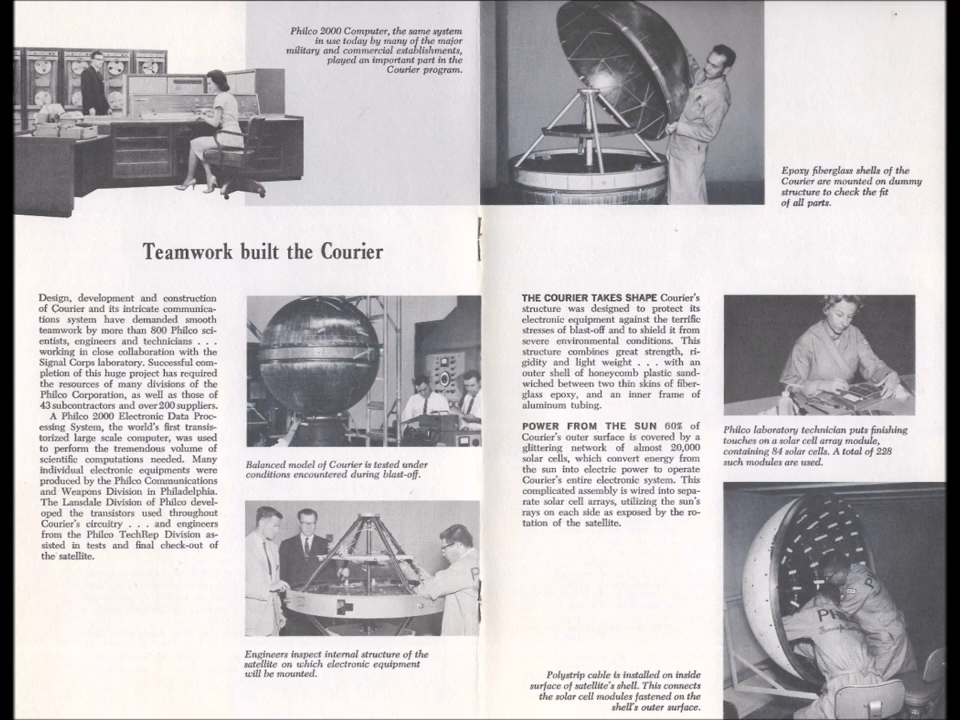 Philco 2000 Computer, the same system
in use today by many of the major
military and commercial establishments,
played an important part in the
Courier program.
Teamwork built the Courier
Design, development and construction
of Courier and its intricate communica-
tions system have demanded smooth
teamwork by more than 800 Philco sci-
entists, engineers and technicians . . .
working in close collaboration with the
Signal Corps laboratory. Successful com-
pletion of this huge project has required
the resources of many divisions of the
Philco Corporation, as well as those of
43 subcontractors and over 200 suppliers.
A Philco 2000 Electronic Data Proc-
essing System, the world's first transis-
torized large scale computer, was used
to perform the tremendous volume of
scientific computations needed. Many
individual electronic equipments were
produced by the Philco Communications
and Weapons Division in Philadelphia.
The Lansdale Division of Philco devel-
oped the transistors used throughout
Courier's circuitry . . . and engineers
from the Philco TechRep Division as-
sisted in tests and final check-out of
the satellite.
Balanced model of Courier is tested under
conditions encountered during blast-off.
Engineers inspect internal structure of the
satellite on which electronic equipment
will be mounted.
Epoxy fiberglass shells of the
Courier are mounted on dummy
structure to check the fit
of all parts.
THE COURIER TAKES SHAPE Courier's
structure was designed to protect its
electronic equipment against the terrific
stresses of blast-off and to shield it from
severe environmental conditions. This
structure combines great strength, ri-
gidity and light weight . . . with an
outer shell of honeycomb plastic sand-
wiched between two thin skins of fiber-
glass epoxy, and an inner frame of
aluminum tubing.
POWER FROM THE SUN 60% of
Courier's outer surface is covered by a
glittering network of almost 20,000
solar cells, which convert energy from
the sun into electric power to operate
Courier's entire electronic system. This
complicated assembly is wired into sepa-
rate solar cell arrays, utilizing the sun's
rays on each side as exposed by the ro-
tation of the satellite.
Philco laboratory technician puts finishing
touches on a solar cell array module,
containing 84 solar cells. A total of 228
such modules are used.
Polystrip cable is installed on inside
surface of satellite's shell. This connects
the solar cell modules fastened on the
shell's outer surface.